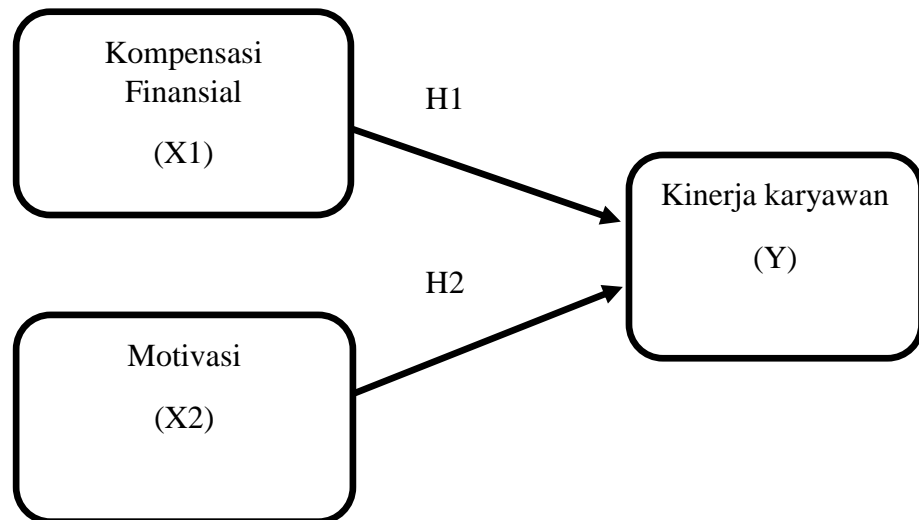 Kompensasi
Finansial
(X1)
H1
Kinerja karyawan
(Y)
H2
Motivasi
(X2)